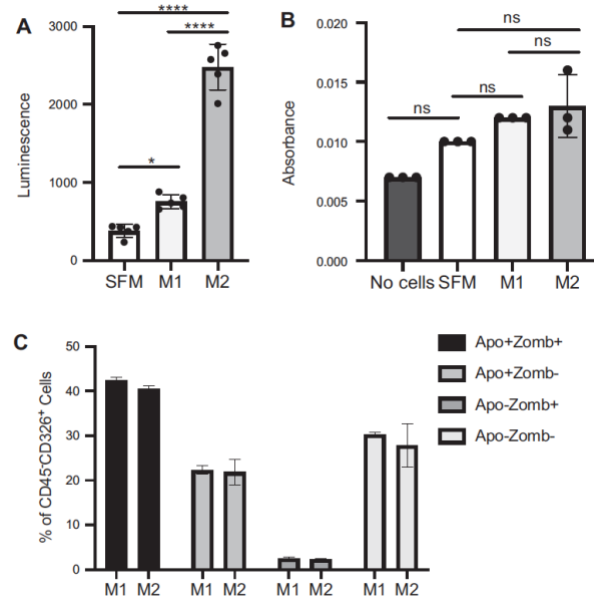 A
****
****
*
Luminescence
3000
2000
1000
0
SFM M1 M2
B
ns
ns
ns
ns
Absorbance
0.020
0.015
0.010
0.005
0.000
No cells SFM M1 M2
C
% of CD45-CD326+ Cells
50
40
30
20
10
0
M1 M2 M1 M2 M1 M2 M1 M2
Apo+Zomb+
Apo+Zomb-
Apo-Zomb+
Apo-Zomb-